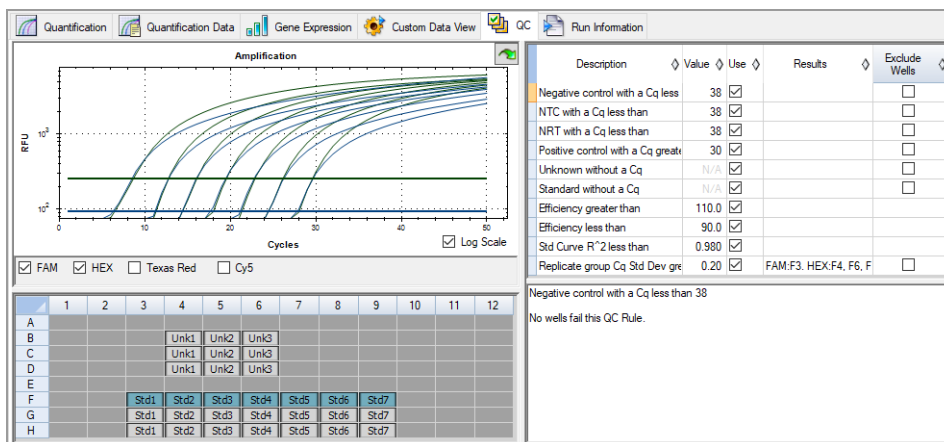 Quantification Quantification Data Gene Expression Custom Data View QC Run Information
Amplification
10³
10²
RFU
0 10 20 30 40 50
Cycles
Log Scale
FAM HEX Texas Red Cy5
1 2 3 4 5 6 7 8 9 10 11 12
A
B Unk1 Unk2 Unk3
C Unk1 Unk2 Unk3
D Unk1 Unk2 Unk3
E
F Std1 Std2 Std3 Std4 Std5 Std6 Std7
G Std1 Std2 Std3 Std4 Std5 Std6 Std7
H Std1 Std2 Std3 Std4 Std5 Std6 Std7
Description Value Use Results Exclude
Wells
Negative control with a Cq less 38
NTC with a Cq less than 38
NRT with a Cq less than 38
Positive control with a Cq greate 30
Unknown without a Cq N/A
Standard without a Cq N/A
Efficiency greater than 110.0
Efficiency less than 90.0
Std Curve R^2 less than 0.980
Replicate group Cq Std Dev gre 0.20 FAM:F3. HEX:F4, F6, F
Negative control with a Cq less than 38
No wells fail this QC Rule.